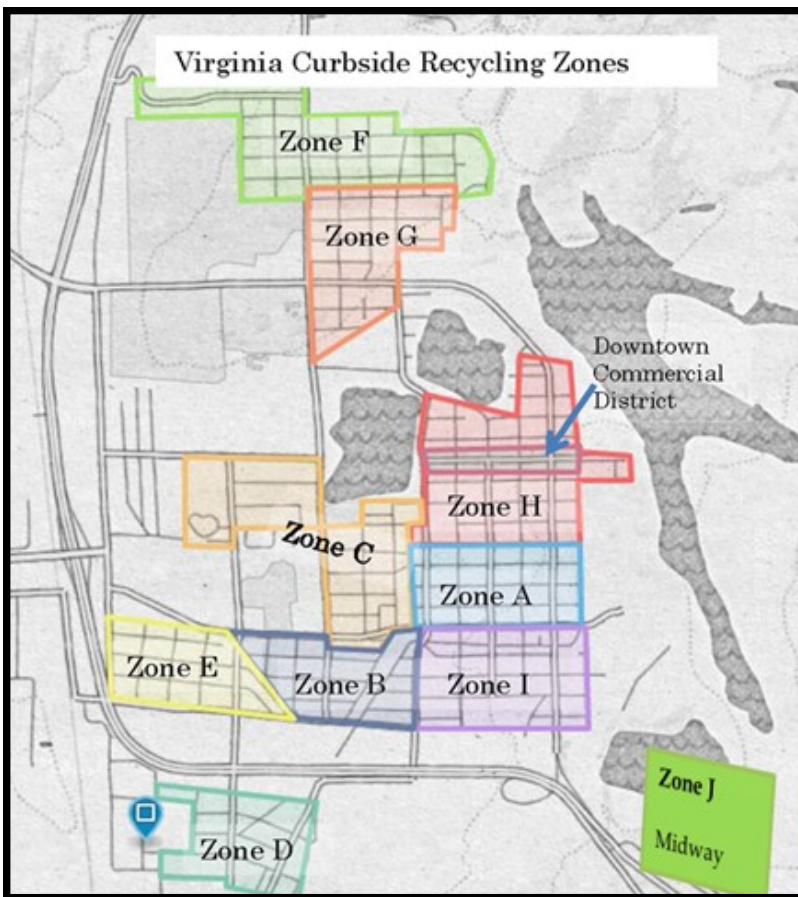 Virginia Curbside Recycling Zones
Zone F
Zone G
Downtown
Commercial
District
Zone H
Zone C
Zone A
Zone E
Zone B
Zone I
Zone J
Midway
Zone D